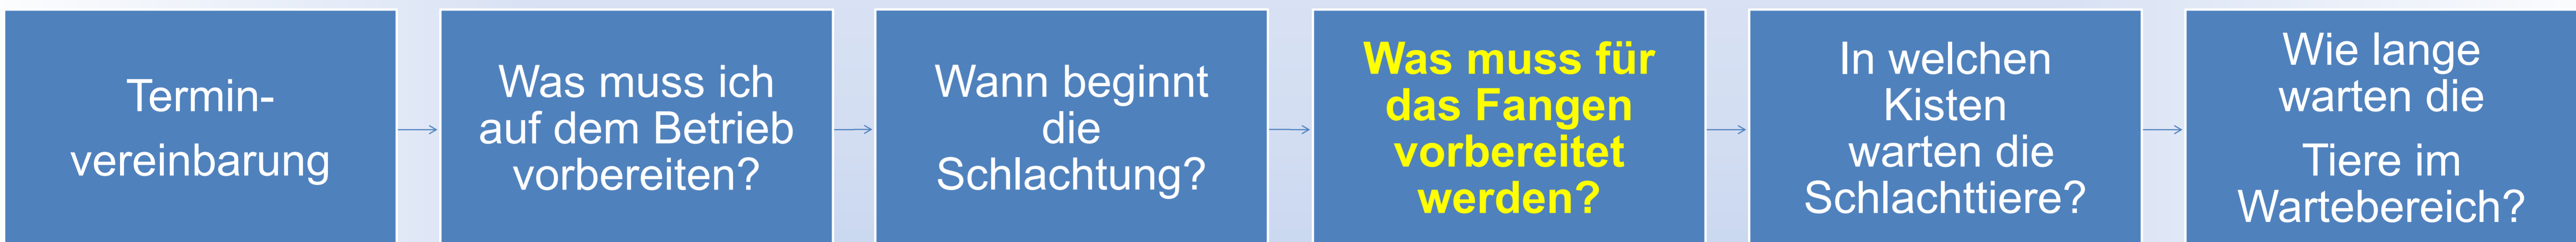 Termin-
vereinbarung
Was muss ich
auf dem Betrieb
vorbereiten?
Wann beginnt
die
Schlachtung?
Was muss für
das Fangen
vorbereitet
werden?
In welchen
Kisten
warten die
Schlachttiere?
Wie lange
warten die
Tiere im
Wartebereich?